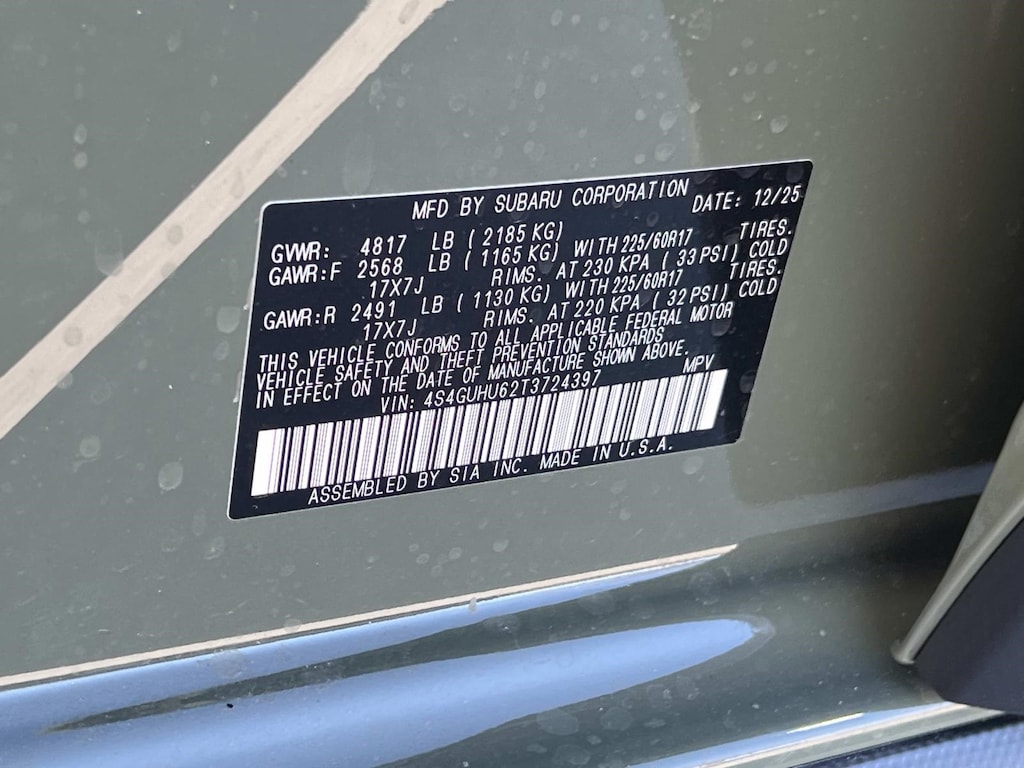 MFD BY SUBARU CORPORATION DATE: 12/25
GVWR: 4817 LB ( 2185 KG)
GAWR:F 2568 LB ( 1165 KG) WITH 225/60R17 TIRES.
17X7J RIMS. AT 230 KPA ( 33 PSI) COLD
GAWR:R 2491 LB ( 1130 KG) WITH 225/60R17 TIRES.
17X7J RIMS. AT 220 KPA ( 32 PSI) COLD
THIS VEHICLE CONFORMS TO ALL APPLICABLE FEDERAL MOTOR
VEHICLE SAFETY AND THEFT PREVENTION STANDARDS
IN EFFECT ON THE DATE OF MANUFACTURE SHOWN ABOVE.
VIN: 4S4GUHU62T3724397 MPV
ASSEMBLED BY SIA INC. MADE IN U.S.A.